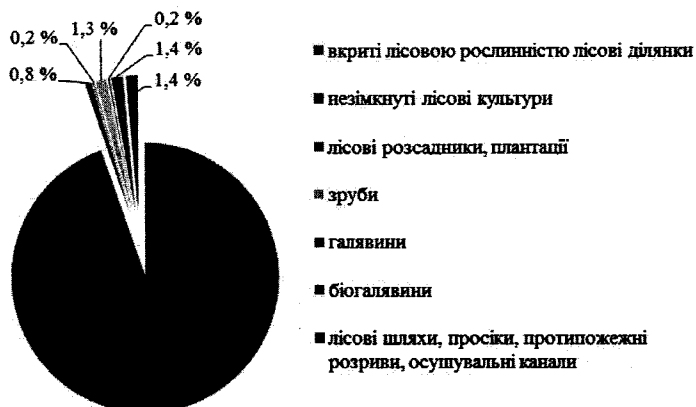 0,2 %
1,3 %
0,2 %
0,8 %
1,4 %
1,4 %
вкриті лісовою рослинністю лісові ділянки
незімкнуті лісові культури
лісові розсадники, плантації
зруби
галявини
біогалявини
лісові шляхи, просіки, протипожежні
розриви, осушувальні канали